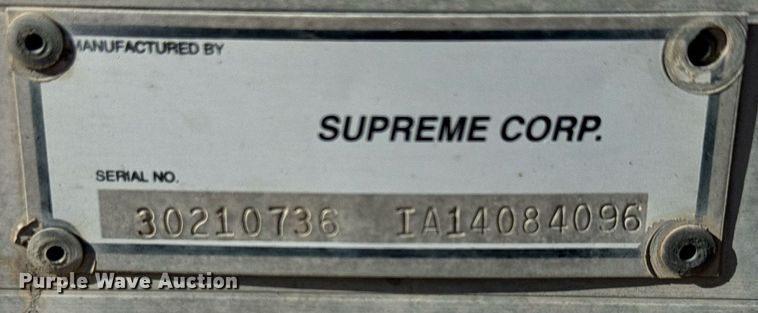 MANUFACTURED BY
SUPREME CORP.
SERIAL NO.
30210736 IA14084096
Purple Wave Auction